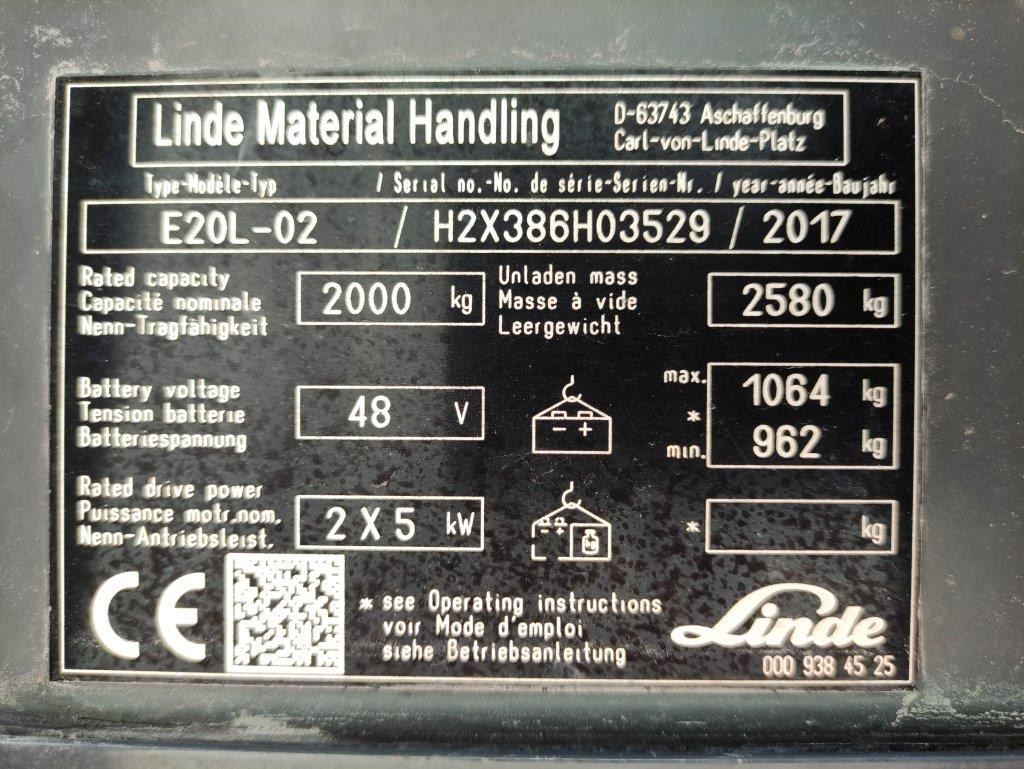 Linde Material Handling
D-63743 Aschaffenburg
Carl-von-Linde-Platz
Type-Modèle-Typ / Serial no.-No. de série-Serien-Nr. / year-année-Baujahr
E20L-02 / H2X386H03529 / 2017
Rated capacity
Capacité nominale
Nenn-Tragfähigkeit
2000 kg
Unladen mass
Masse à vide
Leergewicht
2580 kg
Battery voltage
Tension batterie
Batteriespannung
48 V
- +
max. 1064 kg
*
min. 962 kg
Rated drive power
Puissance motr.nom.
Nenn-Antriebsleist.
2 X 5 kW
- +
kg
* kg
CE
* see Operating instructions
voir Mode d'emploi
siehe Betriebsanleitung
Linde
000 938 45 25